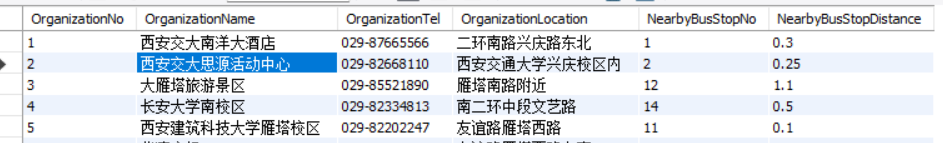 OrganizationNo OrganizationName OrganizationTel OrganizationLocation NearbyBusStopNo NearbyBusStopDistance
1 西安交大南洋大酒店 029-87665566 二环南路兴庆路东北 1 0.3
2 西安交大思源活动中心 029-82668110 西安交通大学兴庆校区内 2 0.25
3 大雁塔旅游景区 029-85521890 雁塔南路附近 12 1.1
4 长安大学南校区 029-82334813 南二环中段文艺路 14 0.5
5 西安建筑科技大学雁塔校区 029-82202247 友谊路雁塔西路 11 0.1